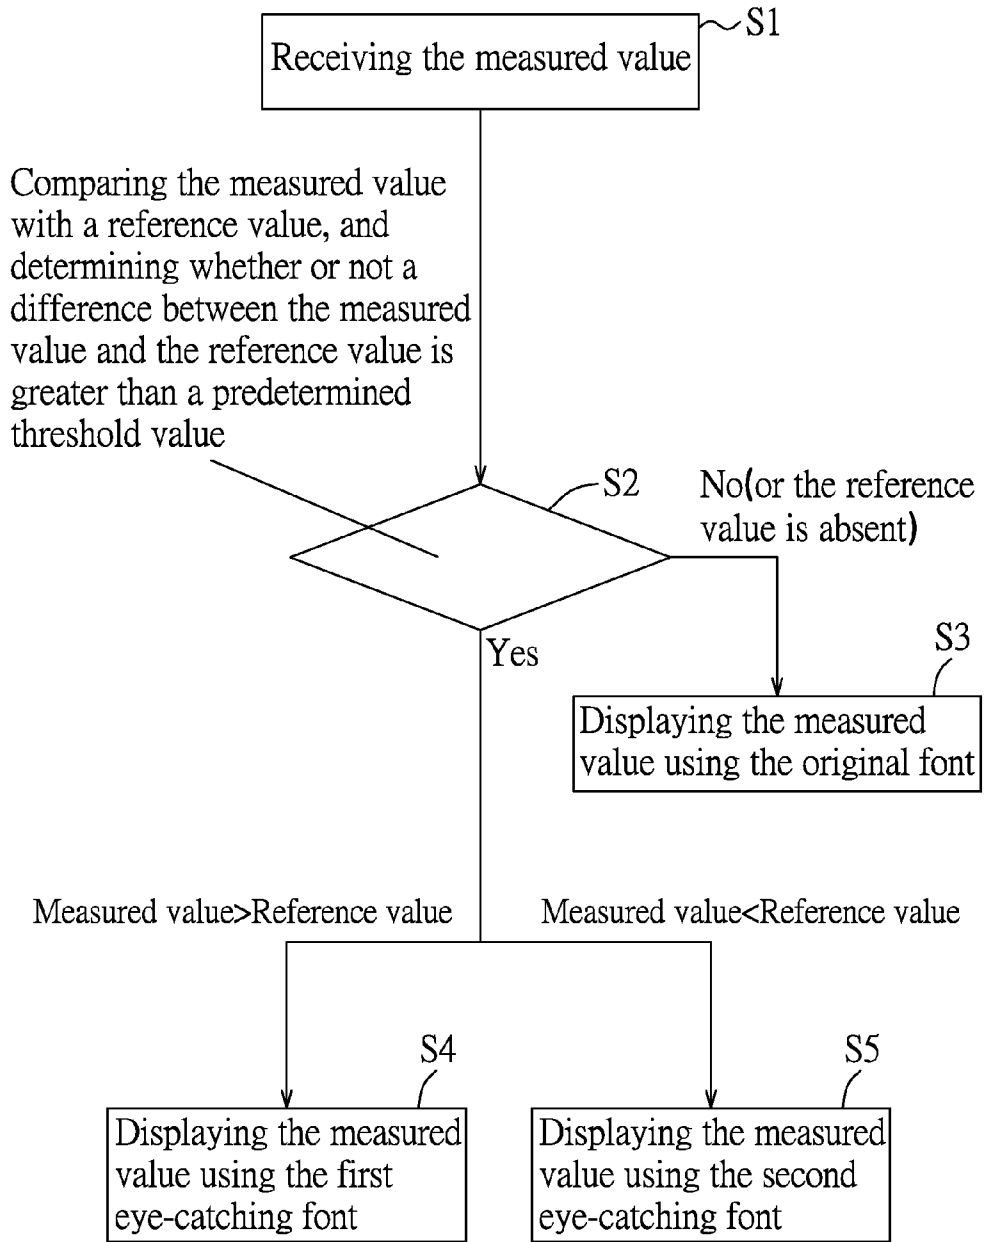 S1
Receiving the measured value
Comparing the measured value
with a reference value, and
determining whether or not a
difference between the measured
value and the reference value is
greater than a predetermined
threshold value
S2
No(or the reference
value is absent)
Yes
S3
Displaying the measured
value using the original font
Measured value>Reference value
Measured value<Reference value
S4
Displaying the measured
value using the first
eye-catching font
S5
Displaying the measured
value using the second
eye-catching font